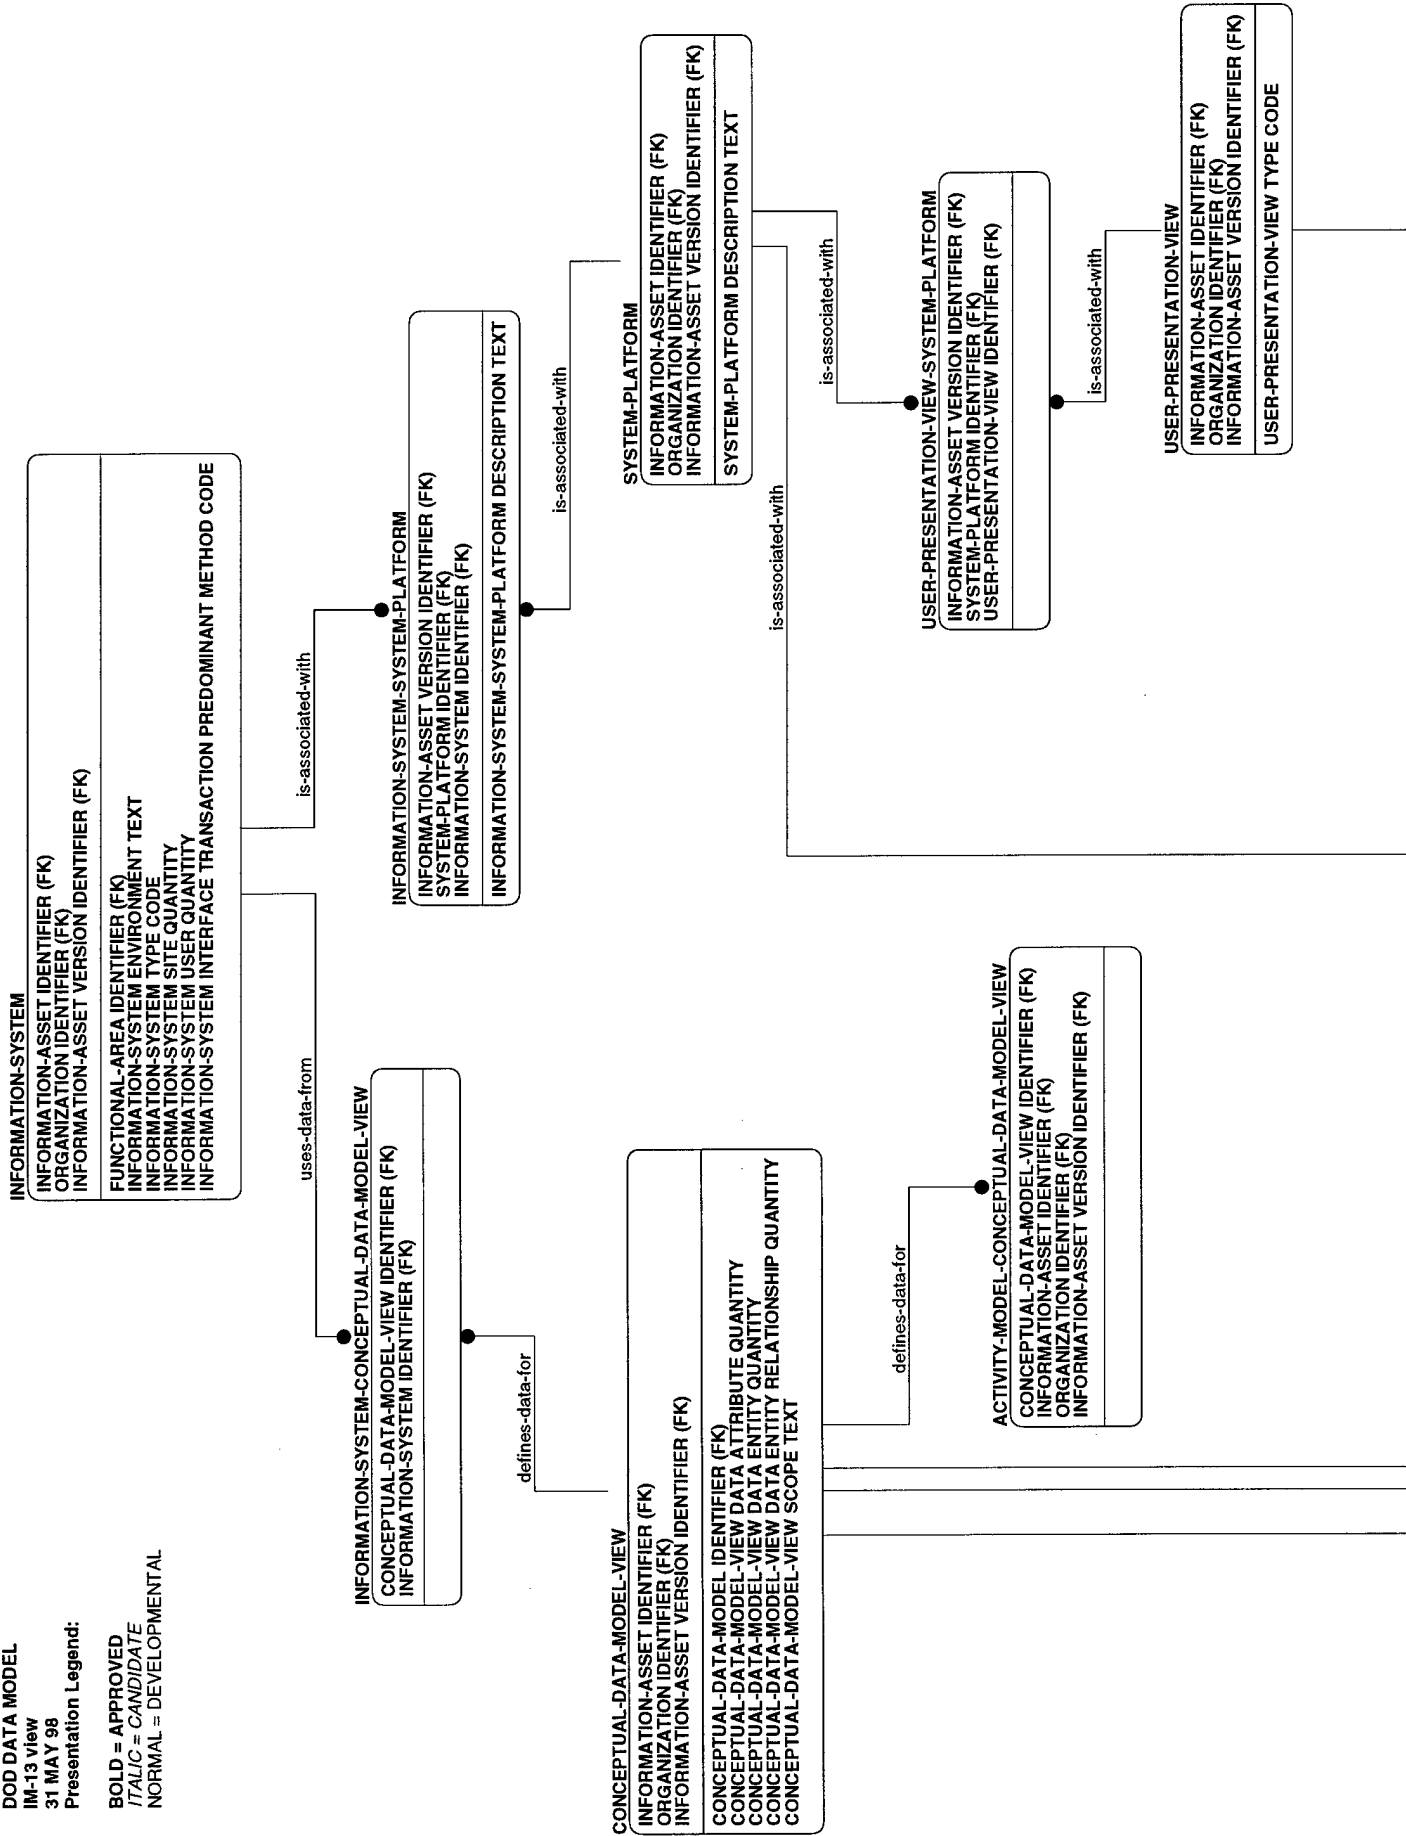 DOD DATA MODEL
IM-13 view
31 MAY 98
Presentation Legend:
BOLD = APPROVED
ITALIC = CANDIDATE
NORMAL = DEVELOPMENTAL
INFORMATION-SYSTEM
INFORMATION-ASSET IDENTIFIER (FK)
ORGANIZATION IDENTIFIER (FK)
INFORMATION-ASSET VERSION IDENTIFIER (FK)
FUNCTIONAL-AREA IDENTIFIER (FK)
INFORMATION-SYSTEM ENVIRONMENT TEXT
INFORMATION-SYSTEM TYPE CODE
INFORMATION-SYSTEM SITE QUANTITY
INFORMATION-SYSTEM USER QUANTITY
INFORMATION-SYSTEM INTERFACE TRANSACTION PREDOMINANT METHOD CODE
uses-data-from
is-associated-with
INFORMATION-SYSTEM-CONCEPTUAL-DATA-MODEL-VIEW
CONCEPTUAL-DATA-MODEL-VIEW IDENTIFIER (FK)
INFORMATION-SYSTEM IDENTIFIER (FK)
INFORMATION-SYSTEM-SYSTEM-PLATFORM
INFORMATION-ASSET VERSION IDENTIFIER (FK)
SYSTEM-PLATFORM IDENTIFIER (FK)
INFORMATION-SYSTEM IDENTIFIER (FK)
INFORMATION-SYSTEM-SYSTEM-PLATFORM DESCRIPTION TEXT
defines-data-for
is-associated-with
CONCEPTUAL-DATA-MODEL-VIEW
INFORMATION-ASSET IDENTIFIER (FK)
ORGANIZATION IDENTIFIER (FK)
INFORMATION-ASSET VERSION IDENTIFIER (FK)
CONCEPTUAL-DATA-MODEL IDENTIFIER (FK)
CONCEPTUAL-DATA-MODEL-VIEW DATA ATTRIBUTE QUANTITY
CONCEPTUAL-DATA-MODEL-VIEW DATA ENTITY QUANTITY
CONCEPTUAL-DATA-MODEL-VIEW DATA ENTITY RELATIONSHIP QUANTITY
CONCEPTUAL-DATA-MODEL-VIEW SCOPE TEXT
SYSTEM-PLATFORM
INFORMATION-ASSET IDENTIFIER (FK)
ORGANIZATION IDENTIFIER (FK)
INFORMATION-ASSET VERSION IDENTIFIER (FK)
SYSTEM-PLATFORM DESCRIPTION TEXT
is-associated-with
is-associated-with
defines-data-for
USER-PRESENTATION-VIEW-SYSTEM-PLATFORM
INFORMATION-ASSET VERSION IDENTIFIER (FK)
SYSTEM-PLATFORM IDENTIFIER (FK)
USER-PRESENTATION-VIEW IDENTIFIER (FK)
ACTIVITY-MODEL-CONCEPTUAL-DATA-MODEL-VIEW
CONCEPTUAL-DATA-MODEL-VIEW IDENTIFIER (FK)
INFORMATION-ASSET IDENTIFIER (FK)
ORGANIZATION IDENTIFIER (FK)
INFORMATION-ASSET VERSION IDENTIFIER (FK)
is-associated-with
USER-PRESENTATION-VIEW
INFORMATION-ASSET IDENTIFIER (FK)
ORGANIZATION IDENTIFIER (FK)
INFORMATION-ASSET VERSION IDENTIFIER (FK)
USER-PRESENTATION-VIEW TYPE CODE